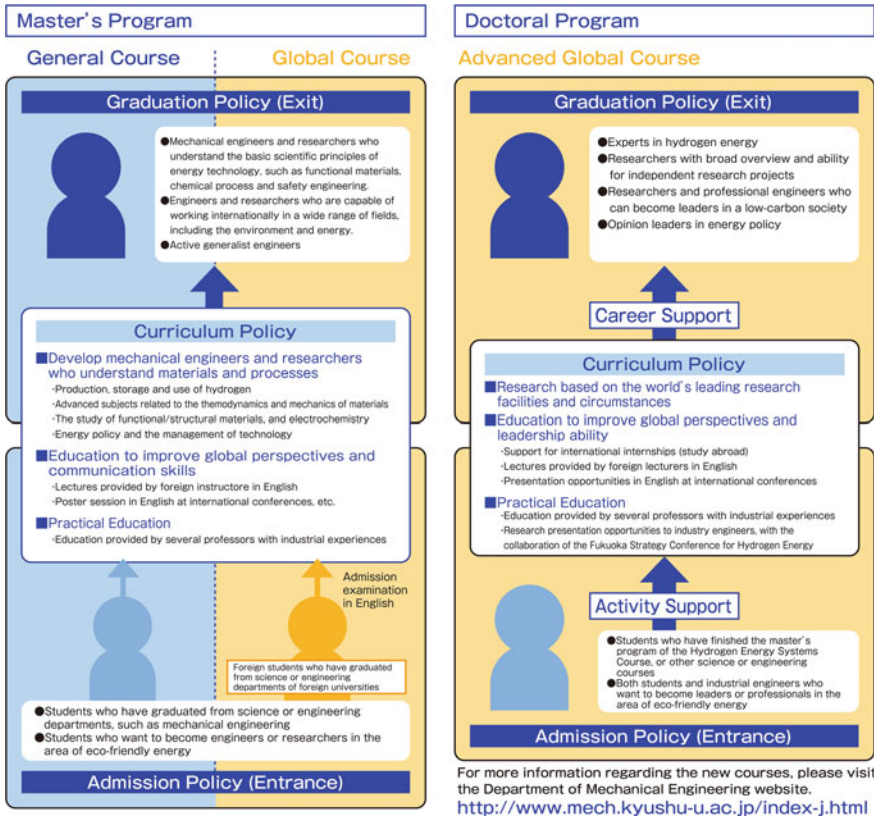 Master's Program
General Course
Global Course
Graduation Policy (Exit)
●Mechanical engineers and researchers who
understand the basic scientific principles of
energy technology, such as functional materials,
chemical process and safety engineering.
●Engineers and researchers who are capable of
working internationally in a wide range of fields,
including the environment and energy.
●Active generalist engineers
Curriculum Policy
■Develop mechanical engineers and researchers
who understand materials and processes
·Production, storage and use of hydrogen
·Advanced subjects related to the themodynamics and mechanics of materials
·The study of functional/structural materials, and electrochemistry
·Energy policy and the management of technology
■Education to improve global perspectives and
communication skills
·Lectures provided by foreign instructore in English
·Poster session in English at international conferences, etc.
■Practical Education
·Education provided by several professors with industrial experiences
Admission
examination
in English
Foreign students who have graduated
from science or engineering
departments of foreign universities
●Students who have graduated from science or engineering
departments, such as mechanical engineering
●Students who want to become engineers or researchers in the
area of eco-friendly energy
Admission Policy (Entrance)
Doctoral Program
Advanced Global Course
Graduation Policy (Exit)
●Experts in hydrogen energy
●Researchers with broad overview and ability
for independent research projects
●Researchers and professional engineers who
can become leaders in a low-carbon society
●Opinion leaders in energy policy
Career Support
Curriculum Policy
■Research based on the world's leading research
facilities and circumstances
■Education to improve global perspectives and
leadership ability
·Support for international internships (study abroad)
·Lectures provided by foreign lecturers in English
·Presentation opportunities in English at international conferences
■Practical Education
·Education provided by several professors with industrial experiences
·Research presentation opportunities to industry engineers, with the
collaboration of the Fukuoka Strategy Conference for Hydrogen Energy
Activity Support
●Students who have finished the master's
program of the Hydrogen Energy Systems
Course, or other science or engineering
courses
●Both students and industrial engineers who
want to become leaders or professionals in the
area of eco-friendly energy
Admission Policy (Entrance)
For more information regarding the new courses, please visit
the Department of Mechanical Engineering website.
http://www.mech.kyushu-u.ac.jp/index-j.html